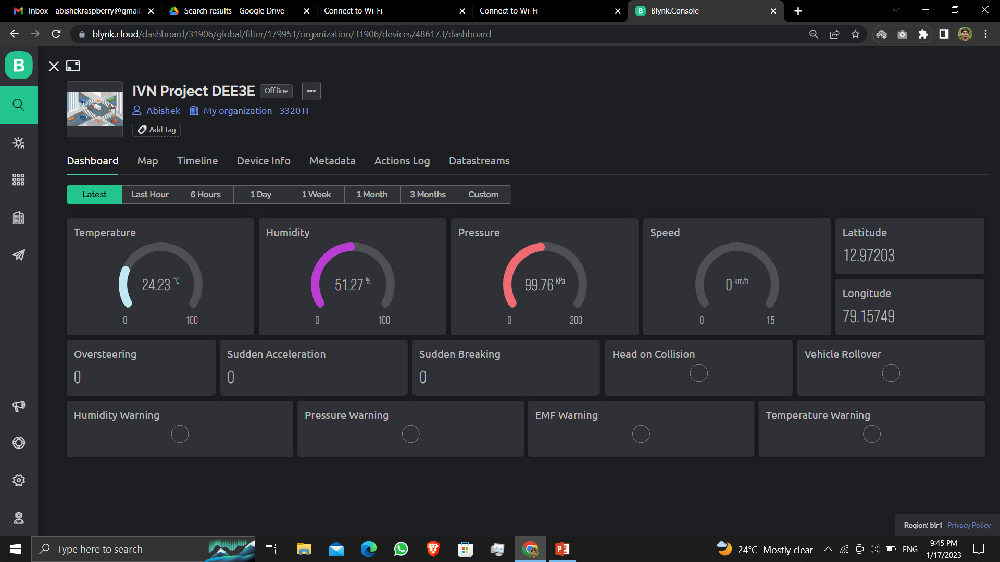 Inbox - abishekraspberry@gmail.
Search results - Google Drive
Connect to Wi-Fi
Connect to Wi-Fi
B
Blynk.Console
blynk.cloud/dashboard/31906/global/filter/179951/organization/31906/devices/486173/dashboard
B
IVN Project DEE3E
Offline
Abishek
My organization - 3320TI
Add Tag
Dashboard
Map
Timeline
Device Info
Metadata
Actions Log
Datastreams
Latest
Last Hour
6 Hours
1 Day
1 Week
1 Month
3 Months
Custom
Temperature
24.23 °C
0
100
Humidity
51.27 %
0
100
Pressure
99.76 kPa
0
200
Speed
0 km/h
0
15
Lattitude
12.97203
Longitude
79.15749
Oversteering
0
Sudden Acceleration
0
Sudden Breaking
0
Head on Collision
Vehicle Rollover
Humidity Warning
Pressure Warning
EMF Warning
Temperature Warning
Region: blr1 Privacy Policy
Type here to search
24°C Mostly clear
ENG
9:45 PM
1/17/2023